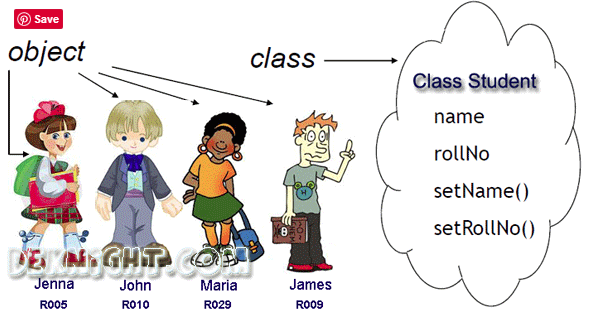 Save
object
class
Class Student
name
rollNo
setName()
setRollNo()
Jenna
John
Maria
James
R005
R010
R029
R009